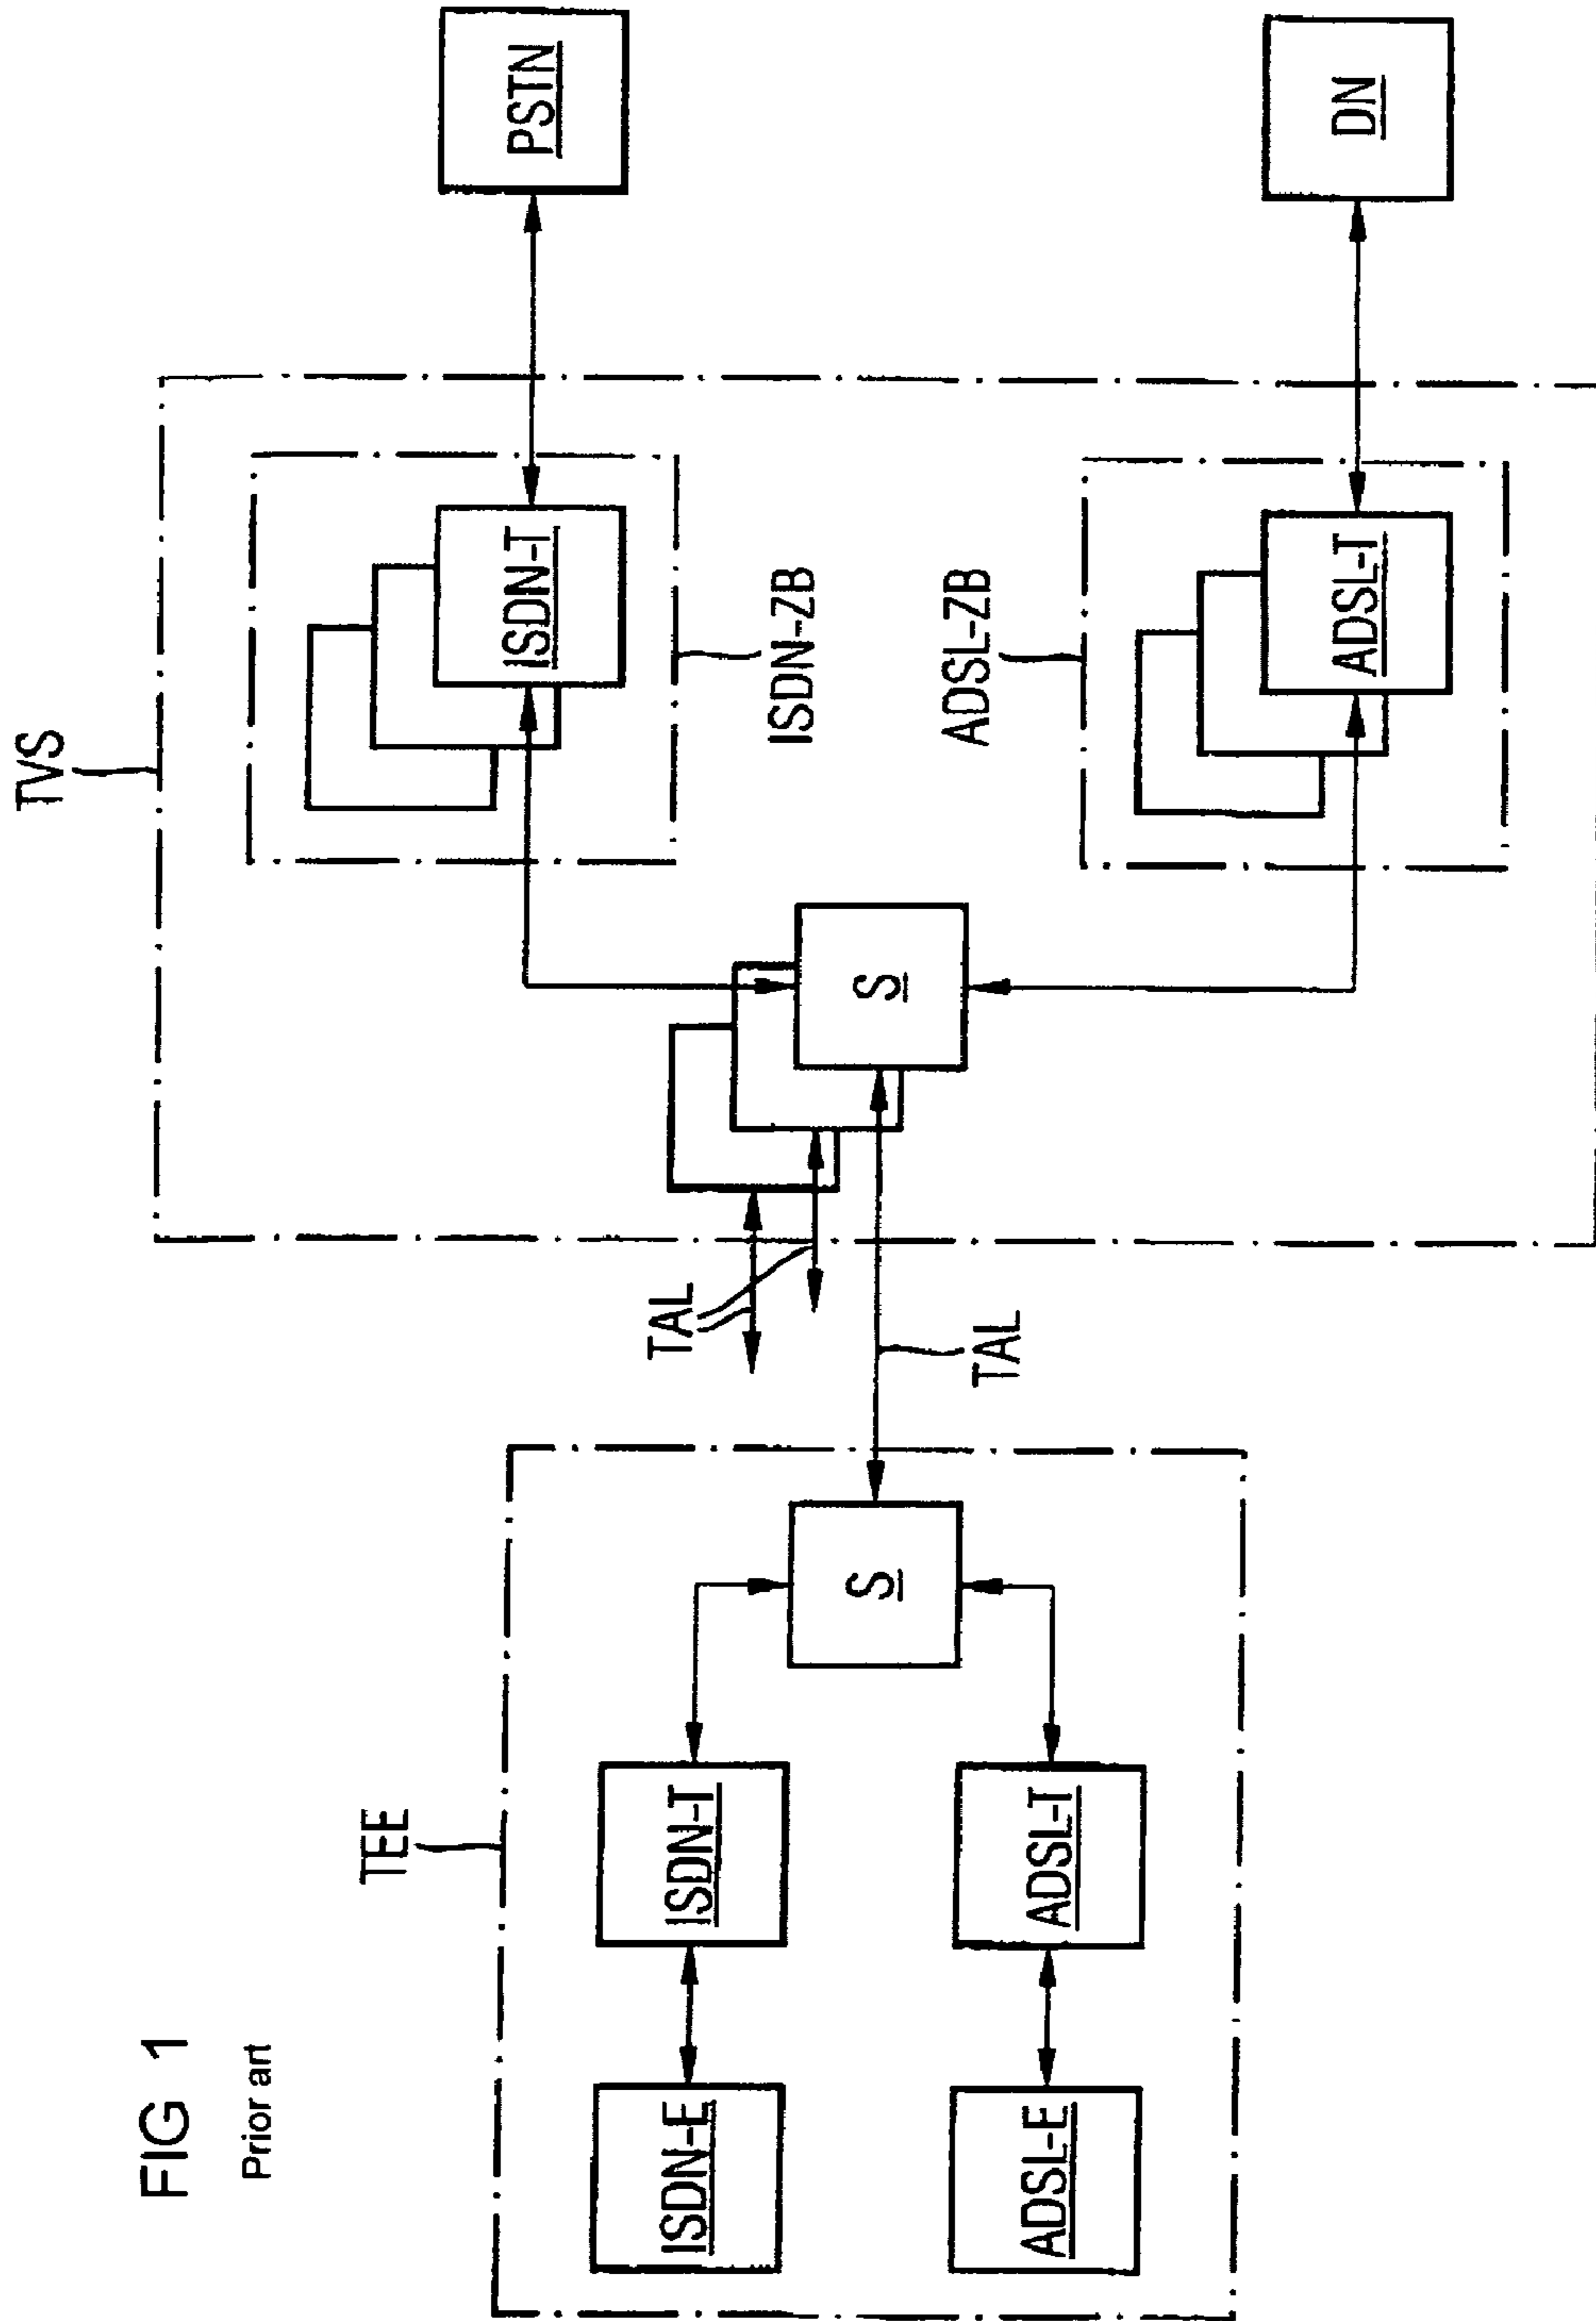 FIG 1
Prior art
TEE
ISDN-E
ISDN-T
ADSL-E
ADSL-T
S
TAL
TAL
TVS
S
ISDN-T
ISDN-ZB
ADSL-ZB
ADSL-T
PSTN
DN